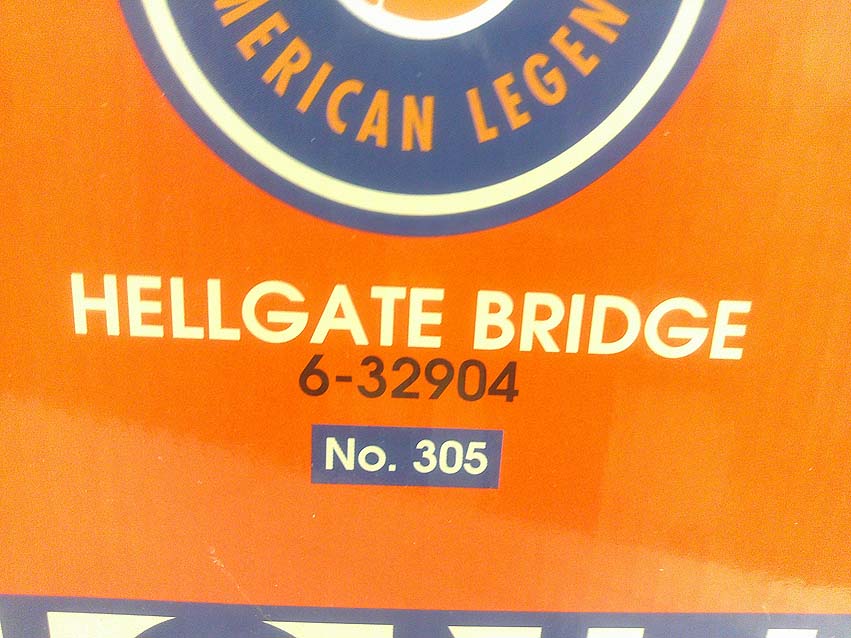 MERICAN LEGEN
HELLGATE BRIDGE
6-32904
No. 305